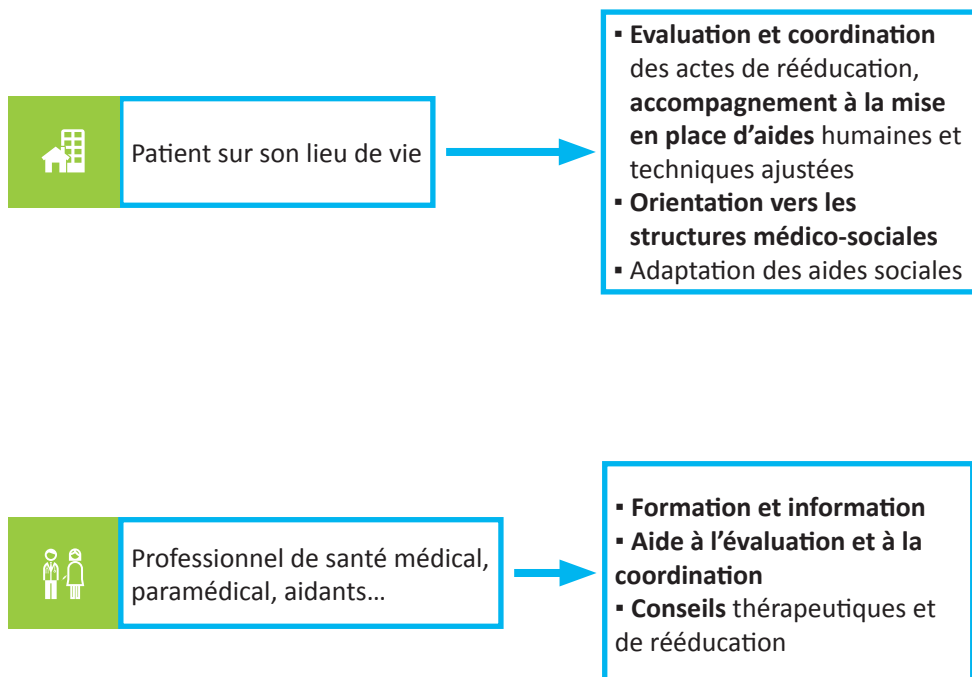 Patient sur son lieu de vie
▪ Evaluation et coordination
des actes de rééducation,
accompagnement à la mise
en place d’aides humaines et
techniques ajustées
▪ Orientation vers les
structures médico-sociales
▪ Adaptation des aides sociales
Professionnel de santé médical,
paramédical, aidants...
▪ Formation et information
▪ Aide à l’évaluation et à la
coordination
▪ Conseils thérapeutiques et
de rééducation